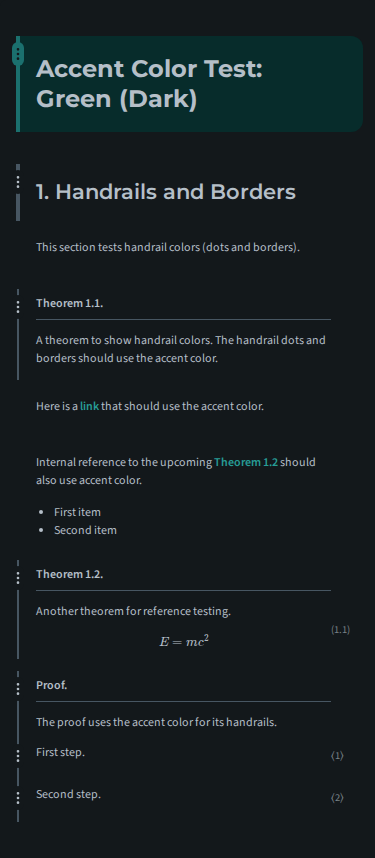 Accent Color Test:
Green (Dark)
1. Handrails and Borders
This section tests handrail colors (dots and borders).
Theorem 1.1.
A theorem to show handrail colors. The handrail dots and
borders should use the accent color.
Here is a link that should use the accent color.
Internal reference to the upcoming Theorem 1.2 should
also use accent color.
• First item
• Second item
Theorem 1.2.
Another theorem for reference testing.
E = mc²
(1.1)
Proof.
The proof uses the accent color for its handrails.
First step.
(1)
Second step.
(2)